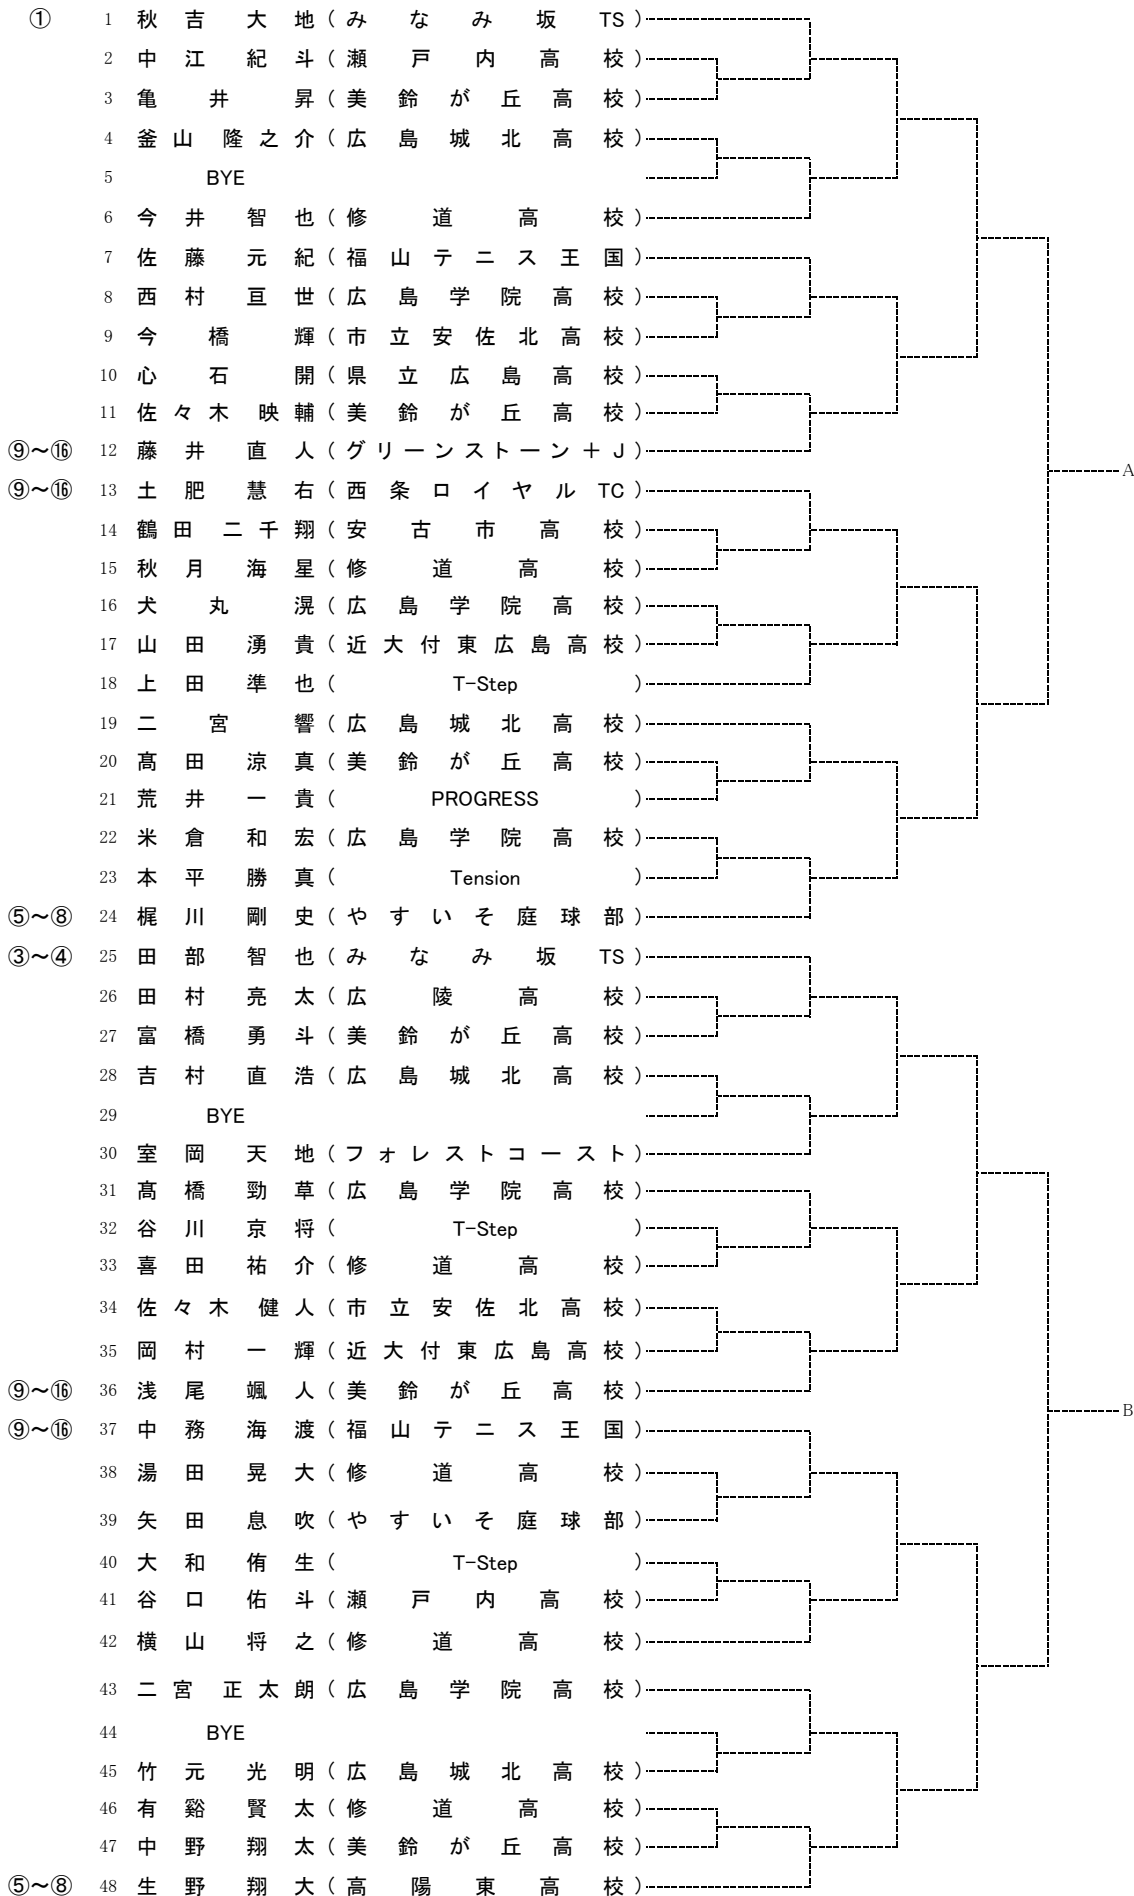 ① 1 秋吉大地(みなみ坂TS)
2 中江紀斗(瀬戸内高校)
3 亀井昇(美鈴が丘高校)
4 釜山隆之介(広島城北高校)
5 BYE
6 今井智也(修道高校)
7 佐藤元紀(福山テニス王国)
8 西村亘世(広島学院高校)
9 今橋輝(市立安佐北高校)
10 心石開(県立広島高校)
11 佐々木映輔(美鈴が丘高校)
⑨~⑯ 12 藤井直人(グリーンストーン+J)
A
⑨~⑯ 13 土肥慧右(西条ロイヤルTC)
14 鶴田二千翔(安古市高校)
15 秋月海星(修道高校)
16 犬丸滉(広島学院高校)
17 山田湧貴(近大付東広島高校)
18 上田準也(T-Step)
19 二宮響(広島城北高校)
20 髙田涼真(美鈴が丘高校)
21 荒井一貴(PROGRESS)
22 米倉和宏(広島学院高校)
23 本平勝真(Tension)
⑤~⑧ 24 梶川剛史(やすいそ庭球部)
③~④ 25 田部智也(みなみ坂TS)
26 田村亮太(広陵高校)
27 富橋勇斗(美鈴が丘高校)
28 吉村直浩(広島城北高校)
29 BYE
30 室岡天地(フォレストコースト)
31 髙橋勁草(広島学院高校)
32 谷川京将(T-Step)
33 喜田祐介(修道高校)
34 佐々木健人(市立安佐北高校)
35 岡村一輝(近大付東広島高校)
⑨~⑯ 36 浅尾颯人(美鈴が丘高校)
B
⑨~⑯ 37 中務海渡(福山テニス王国)
38 湯田晃大(修道高校)
39 矢田息吹(やすいそ庭球部)
40 大和侑生(T-Step)
41 谷口佑斗(瀬戸内高校)
42 横山将之(修道高校)
43 二宮正太朗(広島学院高校)
44 BYE
45 竹元光明(広島城北高校)
46 有谿賢太(修道高校)
47 中野翔太(美鈴が丘高校)
⑤~⑧ 48 生野翔大(高陽東高校)